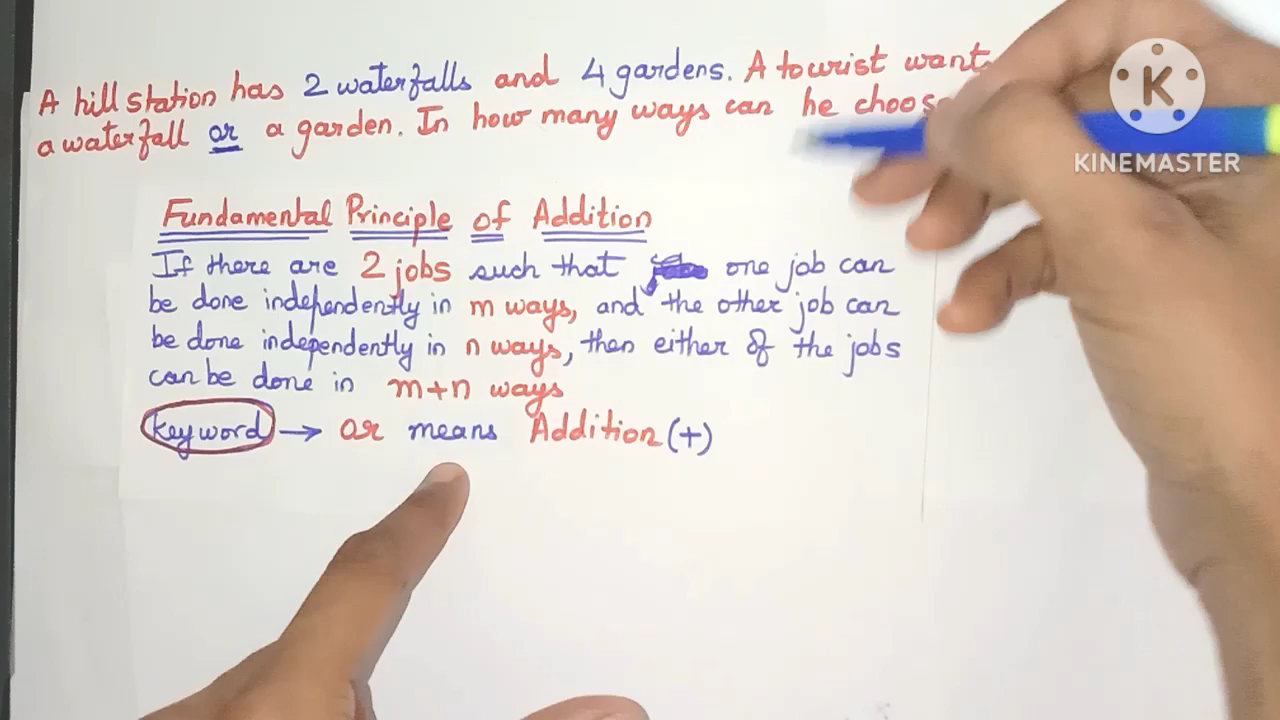 A hill station has 2 waterfalls and 4 gardens. A tourist want
a waterfall or a garden. In how many ways can he
Fundamental Principle of Addition
If there are 2 jobs such that one job can
be done independently in m ways, and the other job can
be done independently in n ways, then either of the jobs
can be done in m+n ways
Keyword → or means Addition (+)
K
KINEMASTER